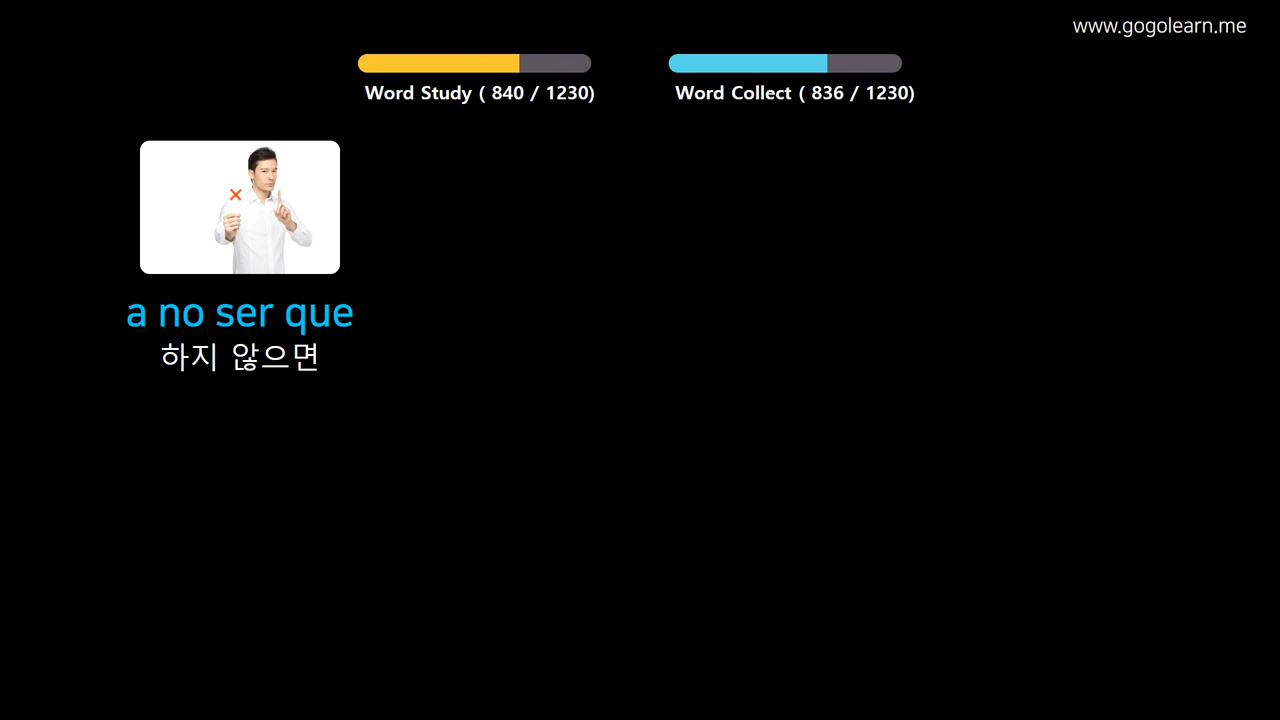 www.gogolearn.me
Word Study ( 840 / 1230)
Word Collect ( 836 / 1230)
a no ser que
하지 않으면